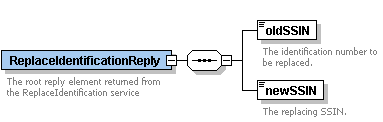 oldSSIN
The identification number to
be replaced.
ReplaceIdentificationReply
The root reply element returned from
the ReplaceIdentification service
newSSIN
The replacing SSIN.